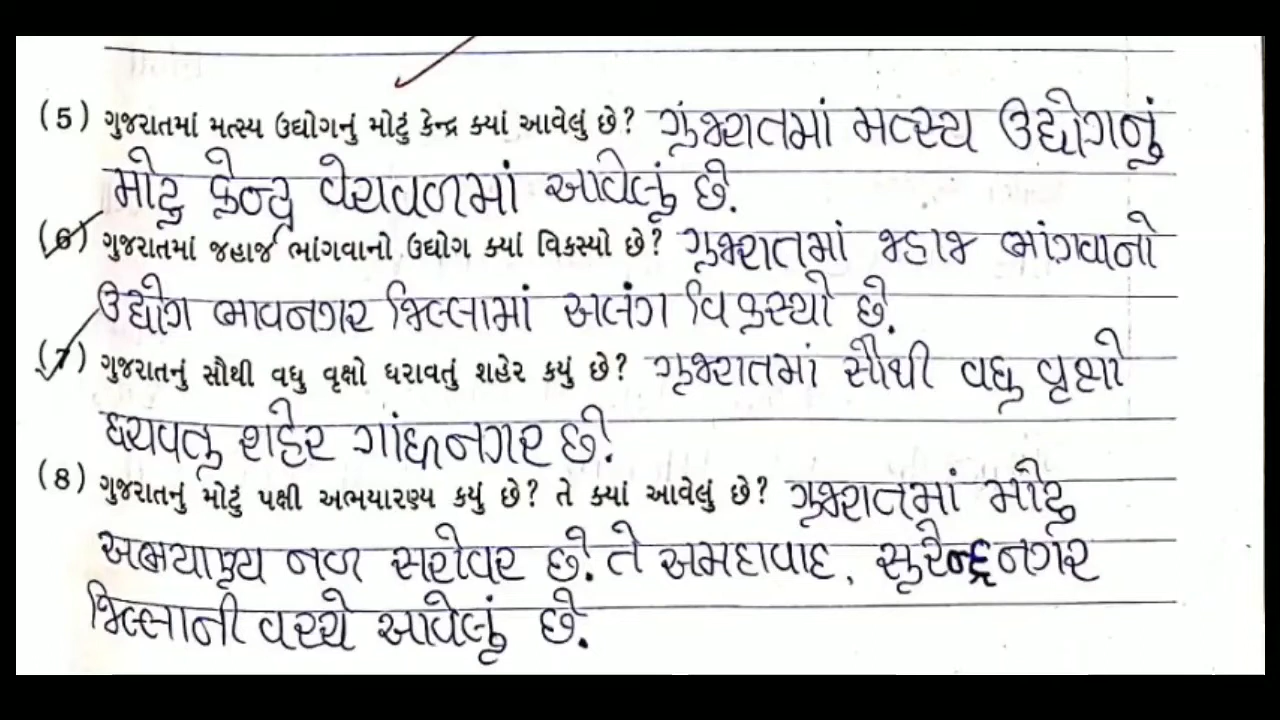 (5) ગુજરાતમાં મત્સ્ય ઉદ્યોગનું મોટું કેન્દ્ર ક્યાં આવેલું છે? ગુજરાતમાં મત્સ્ય ઉદ્યોગનું
મોટુ કેન્દ્ર વેરાવળમાં આવેલું છે.
(6) ગુજરાતમાં જહાજ ભાંગવાનો ઉદ્યોગ ક્યાં વિકસ્યો છે? ગુજરાતમાં જહાજ ભાંગવાનો
ઉદ્યોગ ભાવનગર જિલ્લામાં અલંગ વિકસ્યો છે.
(7) ગુજરાતનું સૌથી વધુ વૃક્ષો ધરાવતું શહેર કયું છે? ગુજરાતમાં સૌથી વધુ વૃક્ષો
ધરાવતુ શહેર ગાંધીનગર છે.
(8) ગુજરાતનું મોટું પક્ષી અભયારણ્ય કયું છે? તે ક્યાં આવેલું છે? ગુજરાતમાં મોટુ
અભયારણ્ય નળ સરોવર છે. તે અમદાવાદ, સુરેન્દ્રનગર
જિલ્લાની વચ્ચે આવેલું છે.